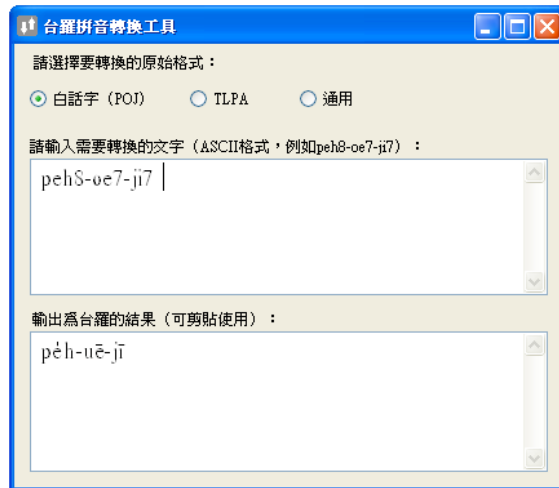 台羅拼音轉換工具
請選擇要轉換的原始格式：
白話字（POJ） TLPA 通用
請輸入需要轉換的文字（ASCII格式，例如peh8-oe7-ji7）：
peh8-oe7-ji7
輸出為台羅的結果（可剪貼使用）：
pe̍h-uē-jī